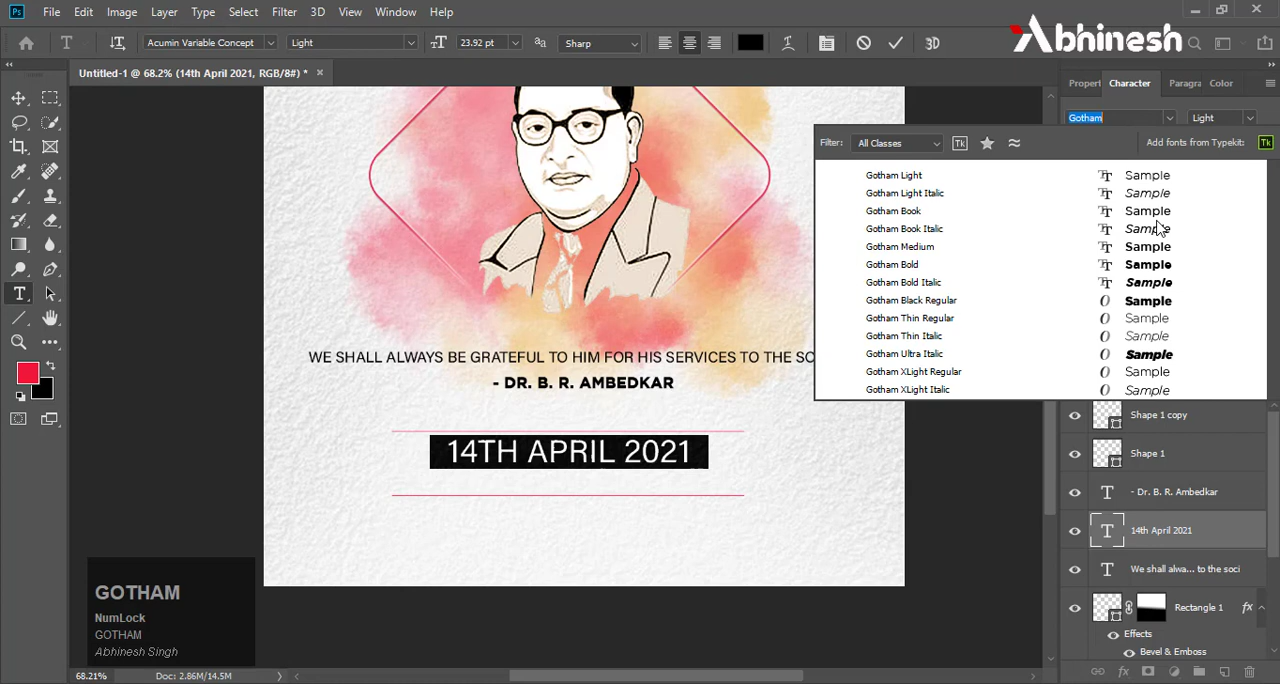 Ps File Edit Image Layer Type Select Filter 3D View Window Help
T Acumin Variable Concept Light 23.92 pt Sharp 3D
Abhinesh
Untitled-1 @ 68.2% (14th April 2021, RGB/8#) *
Propert Character Paragra Color
Gotham Light
Filter: All Classes Tk Add fonts from Typekit: Tk
Gotham Light Sample
Gotham Light Italic Sample
Gotham Book Sample
Gotham Book Italic Sample
Gotham Medium Sample
Gotham Bold Sample
Gotham Bold Italic Sample
Gotham Black Regular Sample
Gotham Thin Regular Sample
Gotham Thin Italic Sample
Gotham Ultra Italic Sample
Gotham XLight Regular Sample
Gotham XLight Italic Sample
WE SHALL ALWAYS BE GRATEFUL TO HIM FOR HIS SERVICES TO THE SO
- DR. B. R. AMBEDKAR
14TH APRIL 2021
Shape 1 copy
Shape 1
T - Dr. B. R. Ambedkar
T 14th April 2021
T We shall alwa... to the soci
Rectangle 1 fx
Effects
Bevel & Emboss
fx
GOTHAM
NumLock
GOTHAM
Abhinesh Singh
68.21% Doc: 2.86M/14.5M